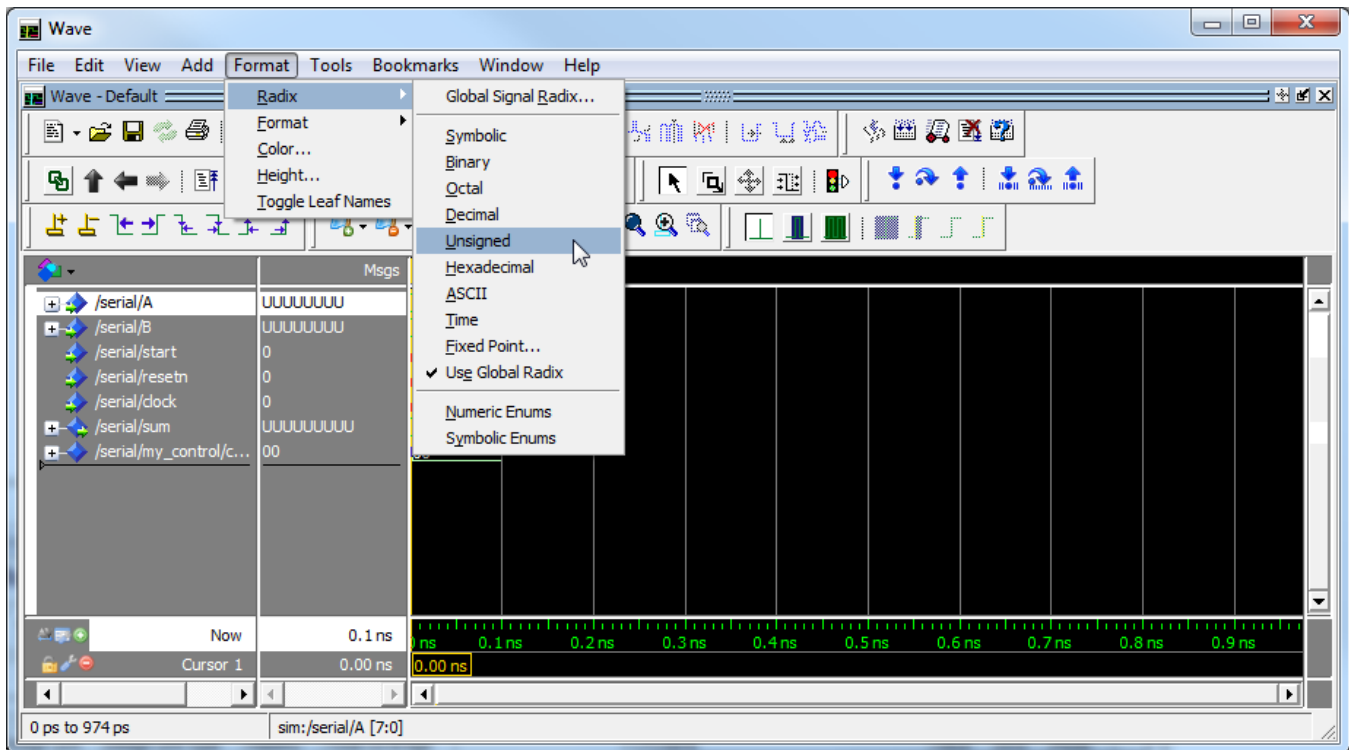 Wave
File Edit View Add Format Tools Bookmarks Window Help
Wave - Default
Radix
Format
Color...
Height...
Toggle Leaf Names
Global Signal Radix...
Symbolic
Binary
Octal
Decimal
Unsigned
Hexadecimal
ASCII
Time
Fixed Point...
Use Global Radix
Numeric Enums
Symbolic Enums
Msgs
/serial/A UUUUUUUU
/serial/B UUUUUUUU
/serial/start 0
/serial/resetn 0
/serial/clock 0
/serial/sum UUUUUUUUU
/serial/my_control/c... 00
Now 0.1 ns
ns 0.1 ns 0.2 ns 0.3 ns 0.4 ns 0.5 ns 0.6 ns 0.7 ns 0.8 ns 0.9 ns
Cursor 1 0.00 ns 0.00 ns
0 ps to 974 ps sim:/serial/A [7:0]